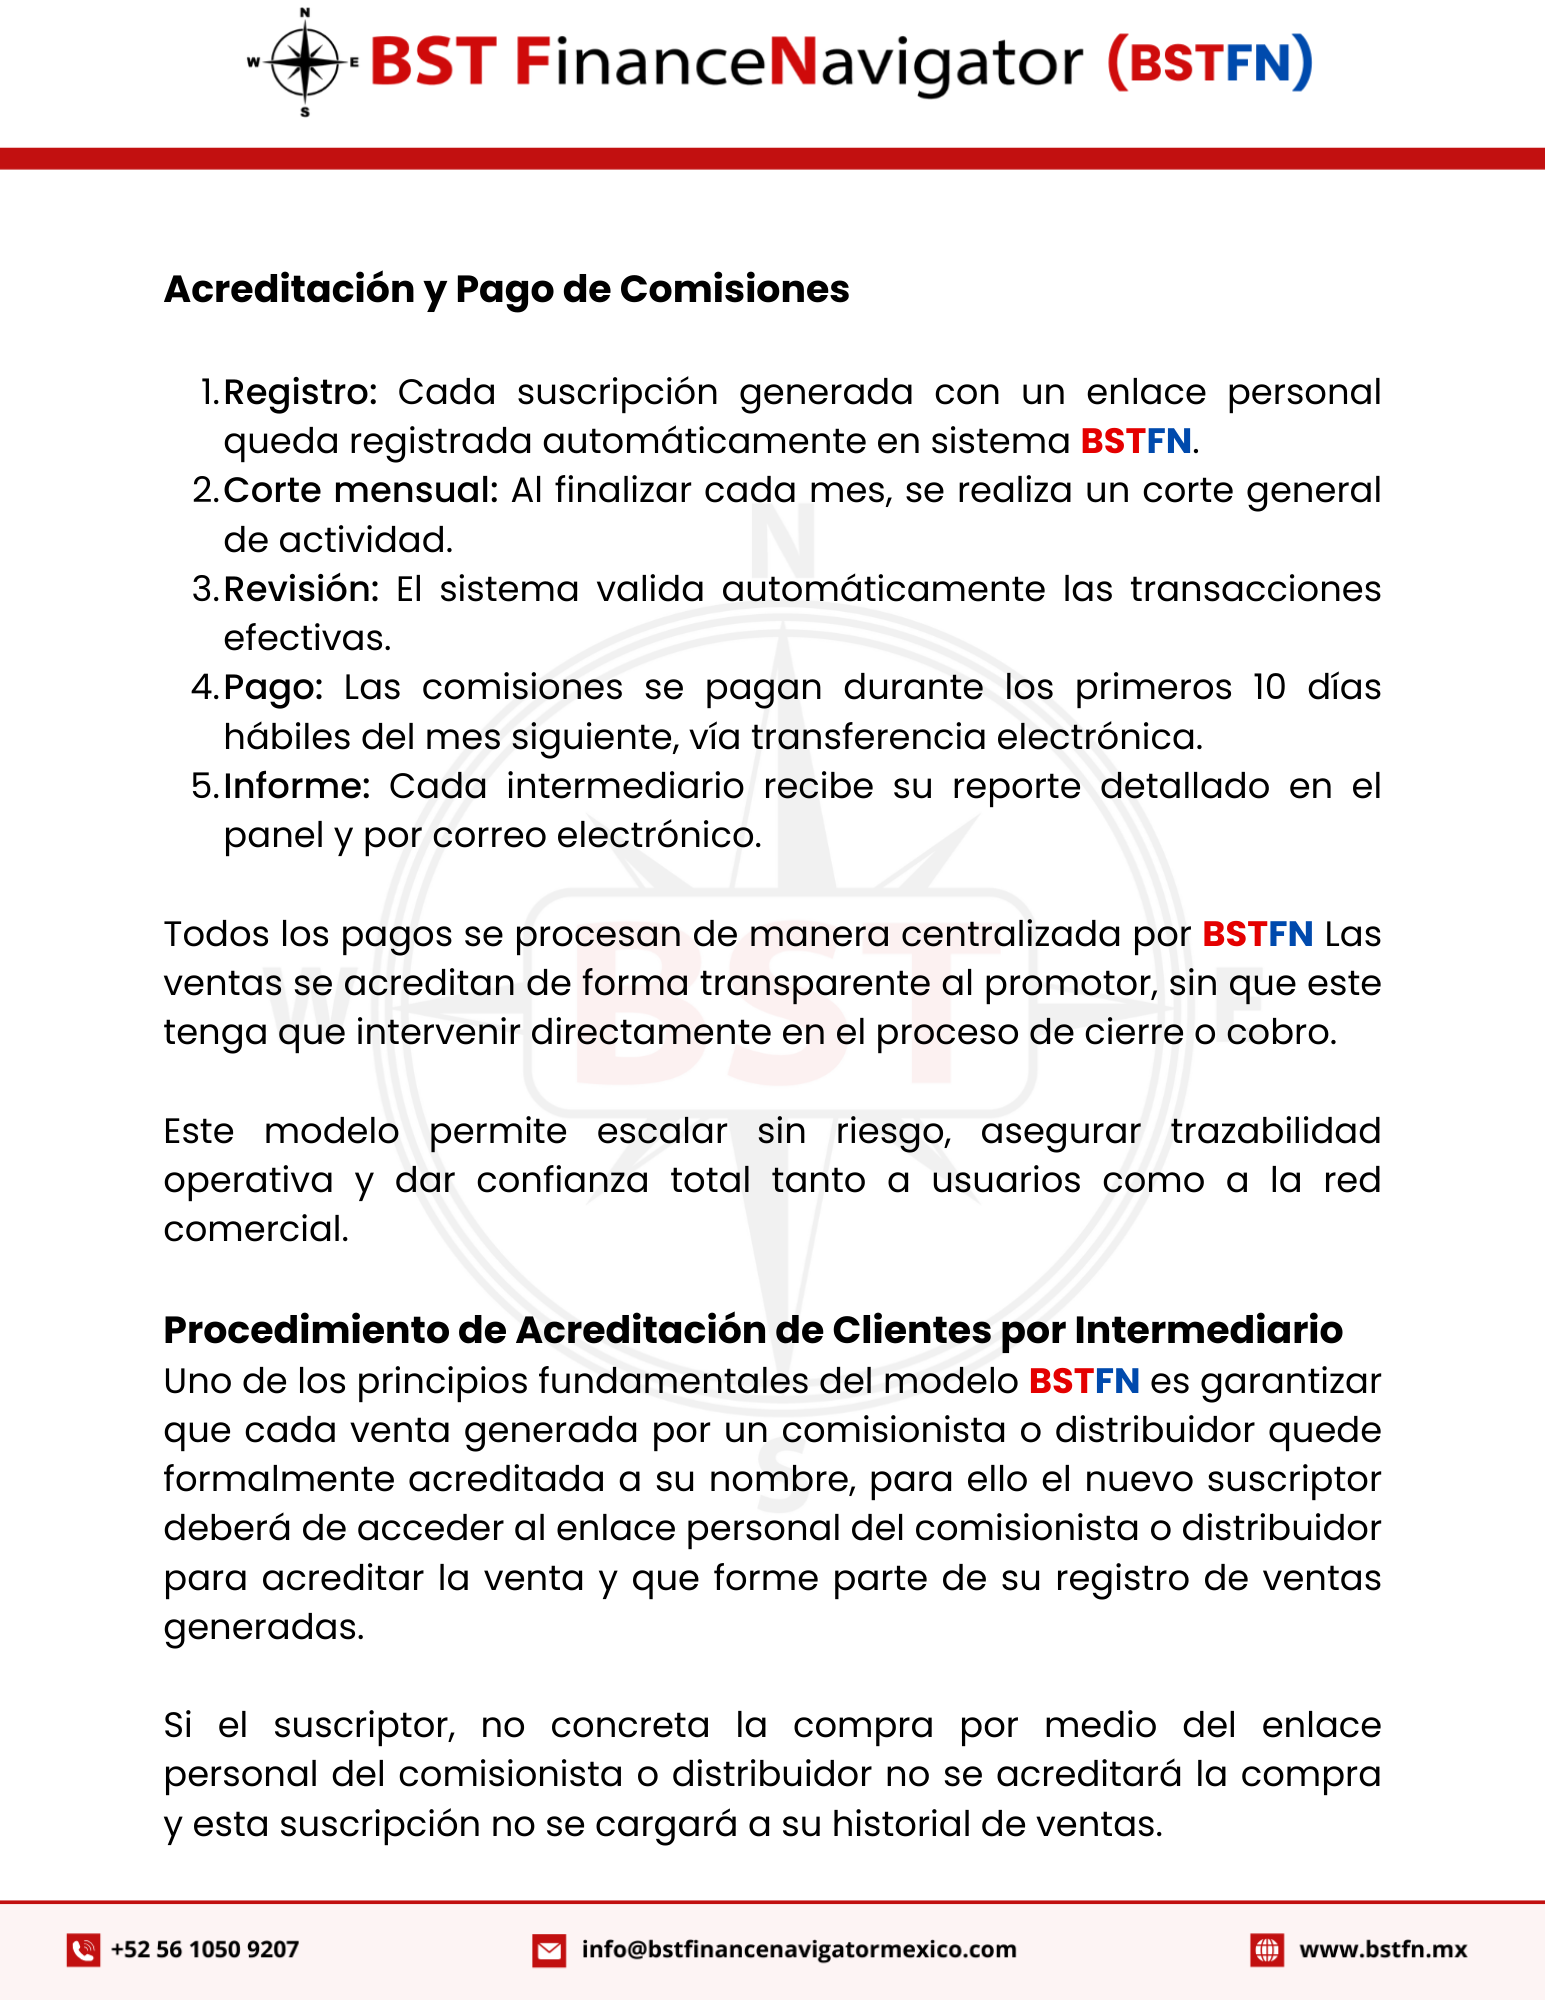 N
W E
S
BST FinanceNavigator (BSTFN)
Acreditación y Pago de Comisiones
1. Registro: Cada suscripción generada con un enlace personal
queda registrada automáticamente en sistema BSTFN.
2. Corte mensual: Al finalizar cada mes, se realiza un corte general
de actividad.
3. Revisión: El sistema valida automáticamente las transacciones
efectivas.
4. Pago: Las comisiones se pagan durante los primeros 10 días
hábiles del mes siguiente, vía transferencia electrónica.
5. Informe: Cada intermediario recibe su reporte detallado en el
panel y por correo electrónico.
Todos los pagos se procesan de manera centralizada por BSTFN Las
ventas se acreditan de forma transparente al promotor, sin que este
tenga que intervenir directamente en el proceso de cierre o cobro.
Este modelo permite escalar sin riesgo, asegurar trazabilidad
operativa y dar confianza total tanto a usuarios como a la red
comercial.
Procedimiento de Acreditación de Clientes por Intermediario
Uno de los principios fundamentales del modelo BSTFN es garantizar
que cada venta generada por un comisionista o distribuidor quede
formalmente acreditada a su nombre, para ello el nuevo suscriptor
deberá de acceder al enlace personal del comisionista o distribuidor
para acreditar la venta y que forme parte de su registro de ventas
generadas.
Si el suscriptor, no concreta la compra por medio del enlace
personal del comisionista o distribuidor no se acreditará la compra
y esta suscripción no se cargará a su historial de ventas.
N
W E
BST
S
+52 56 1050 9207
info@bstfinancenavigatormexico.com
www.bstfn.mx